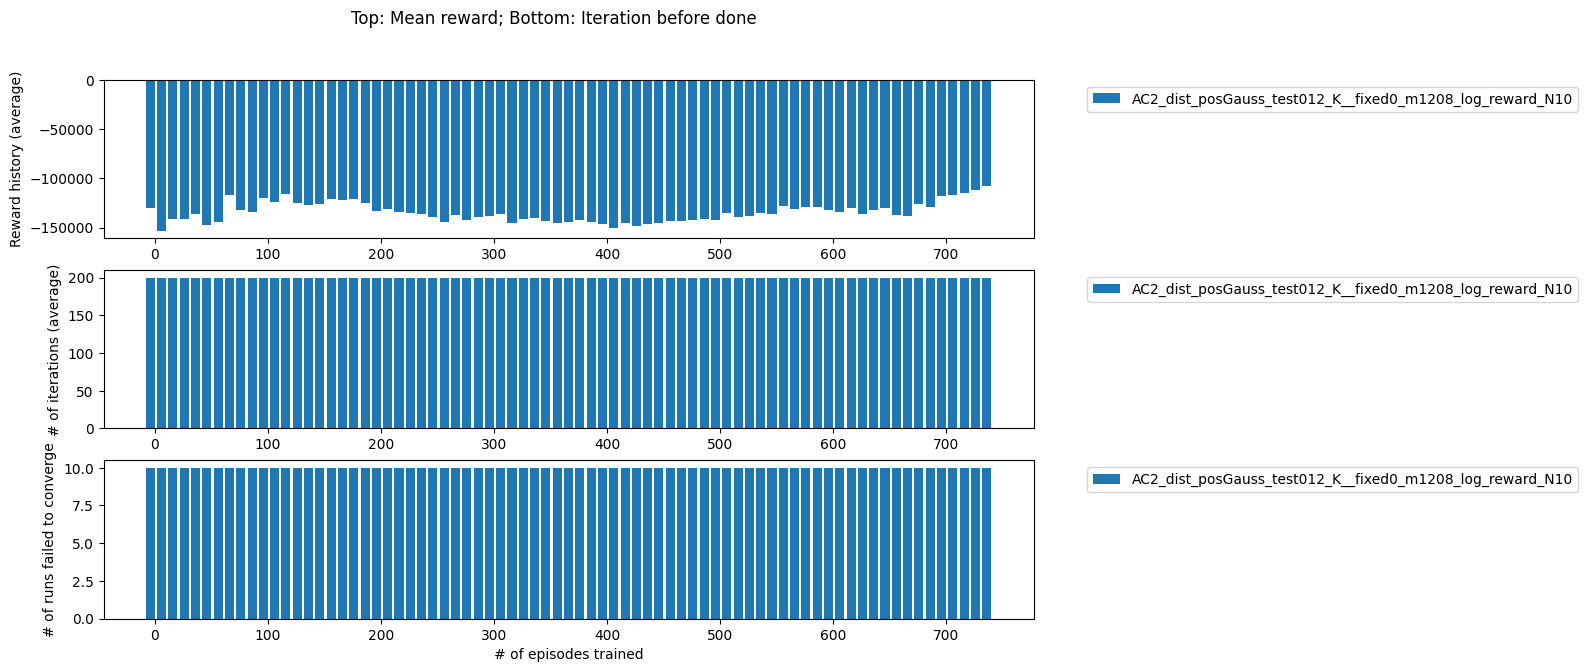 Top: Mean reward; Bottom: Iteration before done
Reward history (average)
0
−50000
−100000
−150000
0 100 200 300 400 500 600 700
AC2_dist_posGauss_test012_K__fixed0_m1208_log_reward_N10
# of iterations (average)
200
150
100
50
0
0 100 200 300 400 500 600 700
AC2_dist_posGauss_test012_K__fixed0_m1208_log_reward_N10
# of runs failed to converge
10.0
7.5
5.0
2.5
0.0
0 100 200 300 400 500 600 700
# of episodes trained
AC2_dist_posGauss_test012_K__fixed0_m1208_log_reward_N10